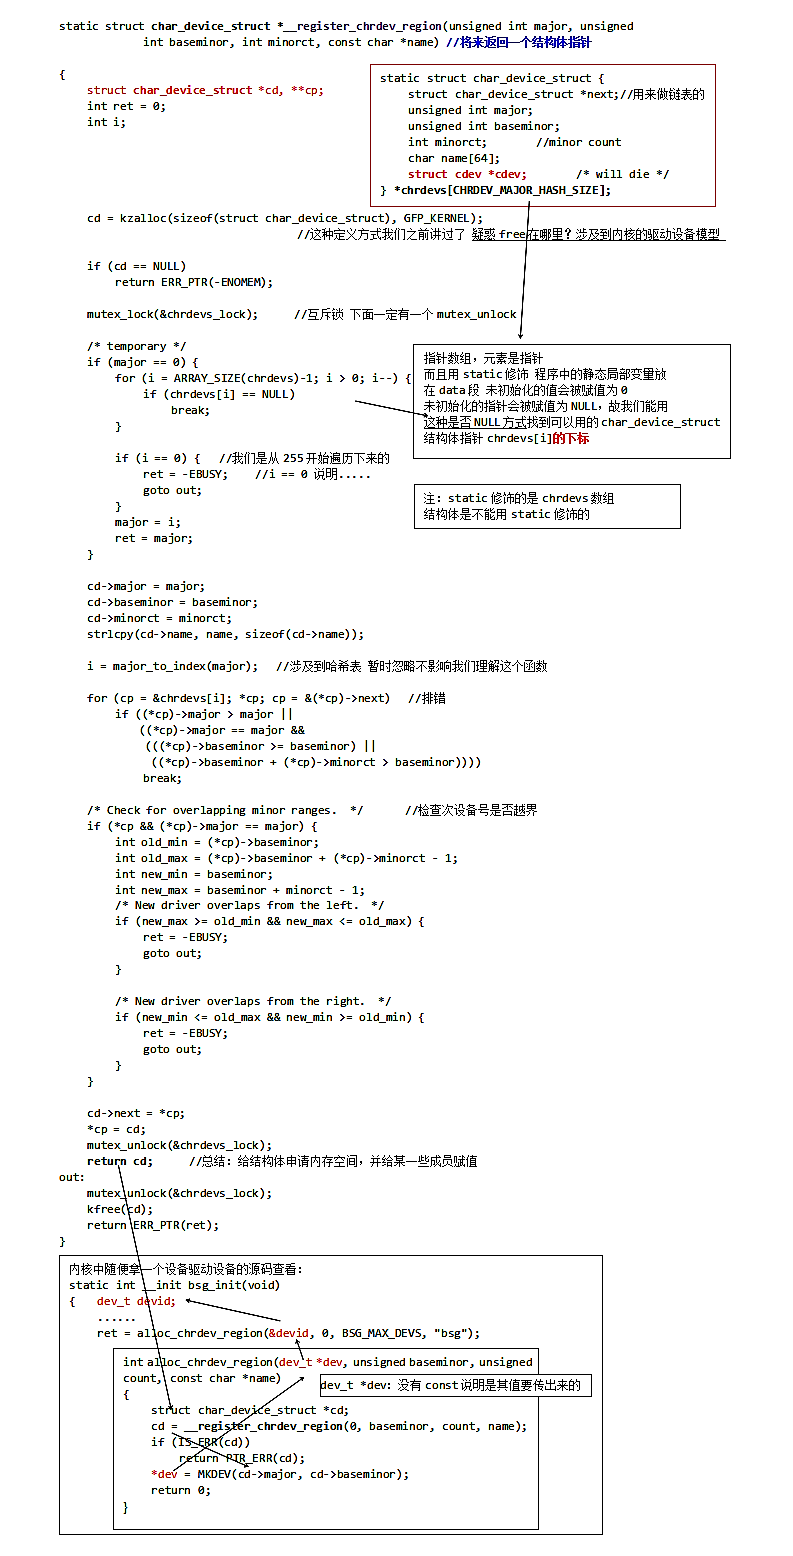 static struct char_device_struct *__register_chrdev_region(unsigned int major, unsigned
int baseminor, int minorct, const char *name) //将来返回一个结构体指针
{
struct char_device_struct *cd, **cp;
int ret = 0;
int i;
static struct char_device_struct {
struct char_device_struct *next;//用来做链表的
unsigned int major;
unsigned int baseminor;
int minorct; //minor count
char name[64];
struct cdev *cdev; /* will die */
} *chrdevs[CHRDEV_MAJOR_HASH_SIZE];
cd = kzalloc(sizeof(struct char_device_struct), GFP_KERNEL);
//这种定义方式我们之前讲过了 疑惑 free在哪里？涉及到内核的驱动设备模型
if (cd == NULL)
return ERR_PTR(-ENOMEM);
mutex_lock(&chrdevs_lock); //互斥锁 下面一定有一个 mutex_unlock
/* temporary */
if (major == 0) {
for (i = ARRAY_SIZE(chrdevs)-1; i > 0; i--) {
if (chrdevs[i] == NULL)
break;
}
指针数组，元素是指针
而且用 static 修饰 程序中的静态局部变量放
在 data 段 未初始化的值会被赋值为 0
未初始化的指针会被赋值为 NULL，故我们能用
这种是否 NULL 方式找到可以用的 char_device_struct
结构体指针 chrdevs[i]的下标
if (i == 0) { //我们是从 255 开始遍历下来的
ret = -EBUSY; //i == 0 说明.....
goto out;
}
major = i;
ret = major;
}
注：static 修饰的是 chrdevs 数组
结构体是不能用 static 修饰的
cd->major = major;
cd->baseminor = baseminor;
cd->minorct = minorct;
strlcpy(cd->name, name, sizeof(cd->name));
i = major_to_index(major); //涉及到哈希表 暂时忽略不影响我们理解这个函数
for (cp = &chrdevs[i]; *cp; cp = &(*cp)->next) //排错
if ((*cp)->major > major ||
((*cp)->major == major &&
(((*cp)->baseminor >= baseminor) ||
((*cp)->baseminor + (*cp)->minorct > baseminor))))
break;
/* Check for overlapping minor ranges. */ //检查次设备号是否越界
if (*cp && (*cp)->major == major) {
int old_min = (*cp)->baseminor;
int old_max = (*cp)->baseminor + (*cp)->minorct - 1;
int new_min = baseminor;
int new_max = baseminor + minorct - 1;
/* New driver overlaps from the left. */
if (new_max >= old_min && new_max <= old_max) {
ret = -EBUSY;
goto out;
}
/* New driver overlaps from the right. */
if (new_min <= old_max && new_min >= old_min) {
ret = -EBUSY;
goto out;
}
}
cd->next = *cp;
*cp = cd;
mutex_unlock(&chrdevs_lock);
return cd; //总结：给结构体申请内存空间，并给某一些成员赋值
out:
mutex_unlock(&chrdevs_lock);
kfree(cd);
return ERR_PTR(ret);
}
内核中随便拿一个设备驱动设备的源码查看：
static int __init bsg_init(void)
{ dev_t devid;
......
ret = alloc_chrdev_region(&devid, 0, BSG_MAX_DEVS, "bsg");
int alloc_chrdev_region(dev_t *dev, unsigned baseminor, unsigned
count, const char *name)
dev_t *dev：没有 const 说明是其值要传出来的
{
struct char_device_struct *cd;
cd = __register_chrdev_region(0, baseminor, count, name);
if (IS_ERR(cd))
return PTR_ERR(cd);
*dev = MKDEV(cd->major, cd->baseminor);
return 0;
}